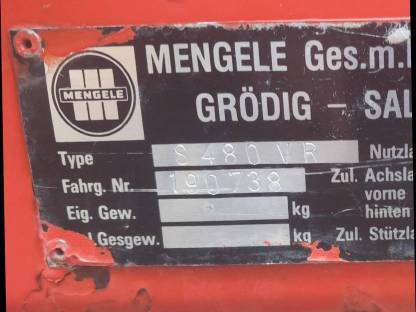 MENGELE
MENGELE Ges.m.
GRÖDIG – SAL
Type S 480 VR Nutzla
Fahrg. Nr. 190738 Zul. Achsla
vorne
Eig. Gew. kg hinten
Gesgew. kg Zul. Stützla